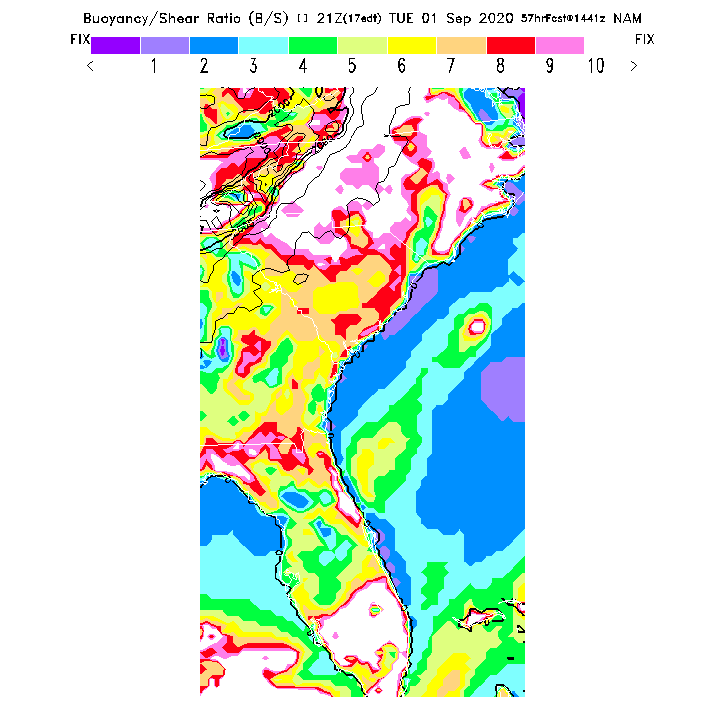 Buoyancy/Shear Ratio (B/S) [] 21Z(17edt) TUE 01 Sep 2020 57hrFcst@1441z NAM
FIX FIX
< 1 2 3 4 5 6 7 8 9 10 >